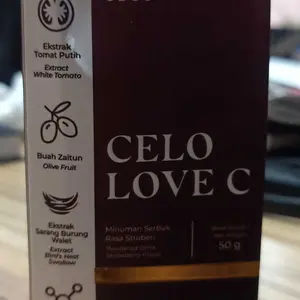 Ekstrak
Tomat Putih
Extract
White Tomato
Buah Zaitun
Olive Fruit
Ekstrak
Sarang Burung
Walet
Extract
Bird's Nest
Swallow
CELO
LOVE C
Minuman Serbuk
Rasa Stroberi
50 g